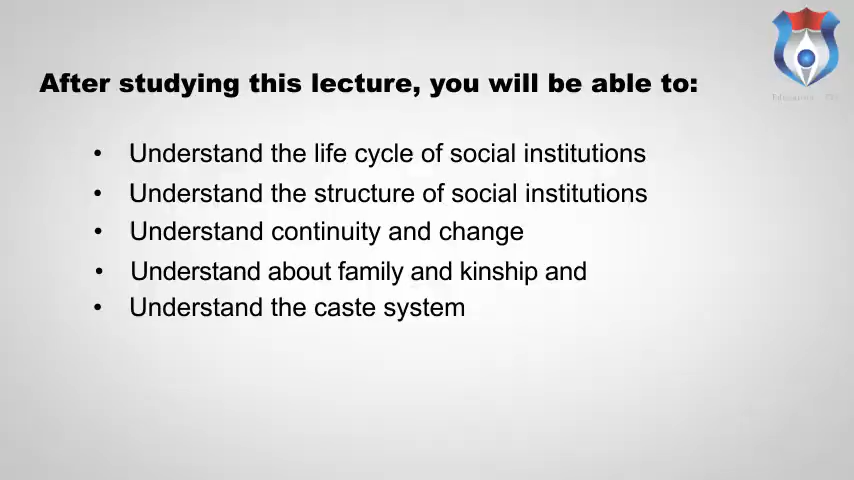 After studying this lecture, you will be able to:
• Understand the life cycle of social institutions
• Understand the structure of social institutions
• Understand continuity and change
• Understand about family and kinship and
• Understand the caste system